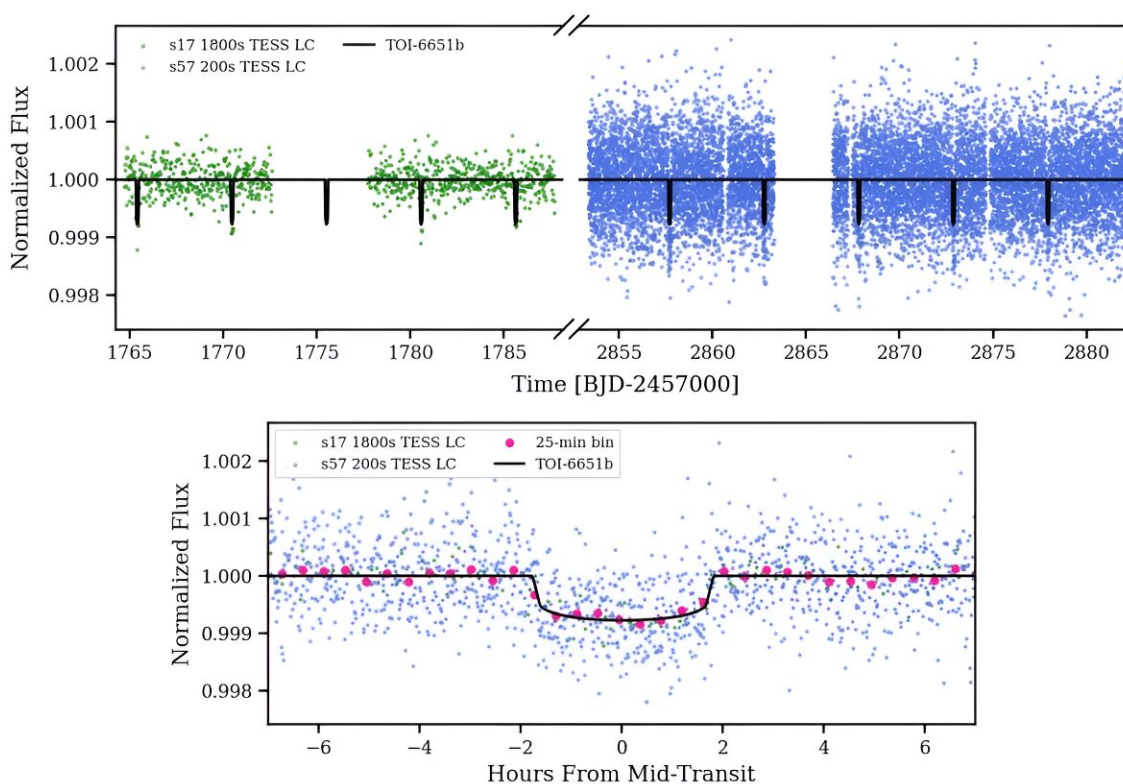 s17 1800s TESS LC
TOI-6651b
s57 200s TESS LC
Normalized Flux
1.002
1.001
1.000
0.999
0.998
1765 1770 1775 1780 1785 2855 2860 2865 2870 2875 2880
Time [BJD-2457000]
s17 1800s TESS LC
25-min bin
s57 200s TESS LC
TOI-6651b
Normalized Flux
1.002
1.001
1.000
0.999
0.998
−6 −4 −2 0 2 4 6
Hours From Mid-Transit